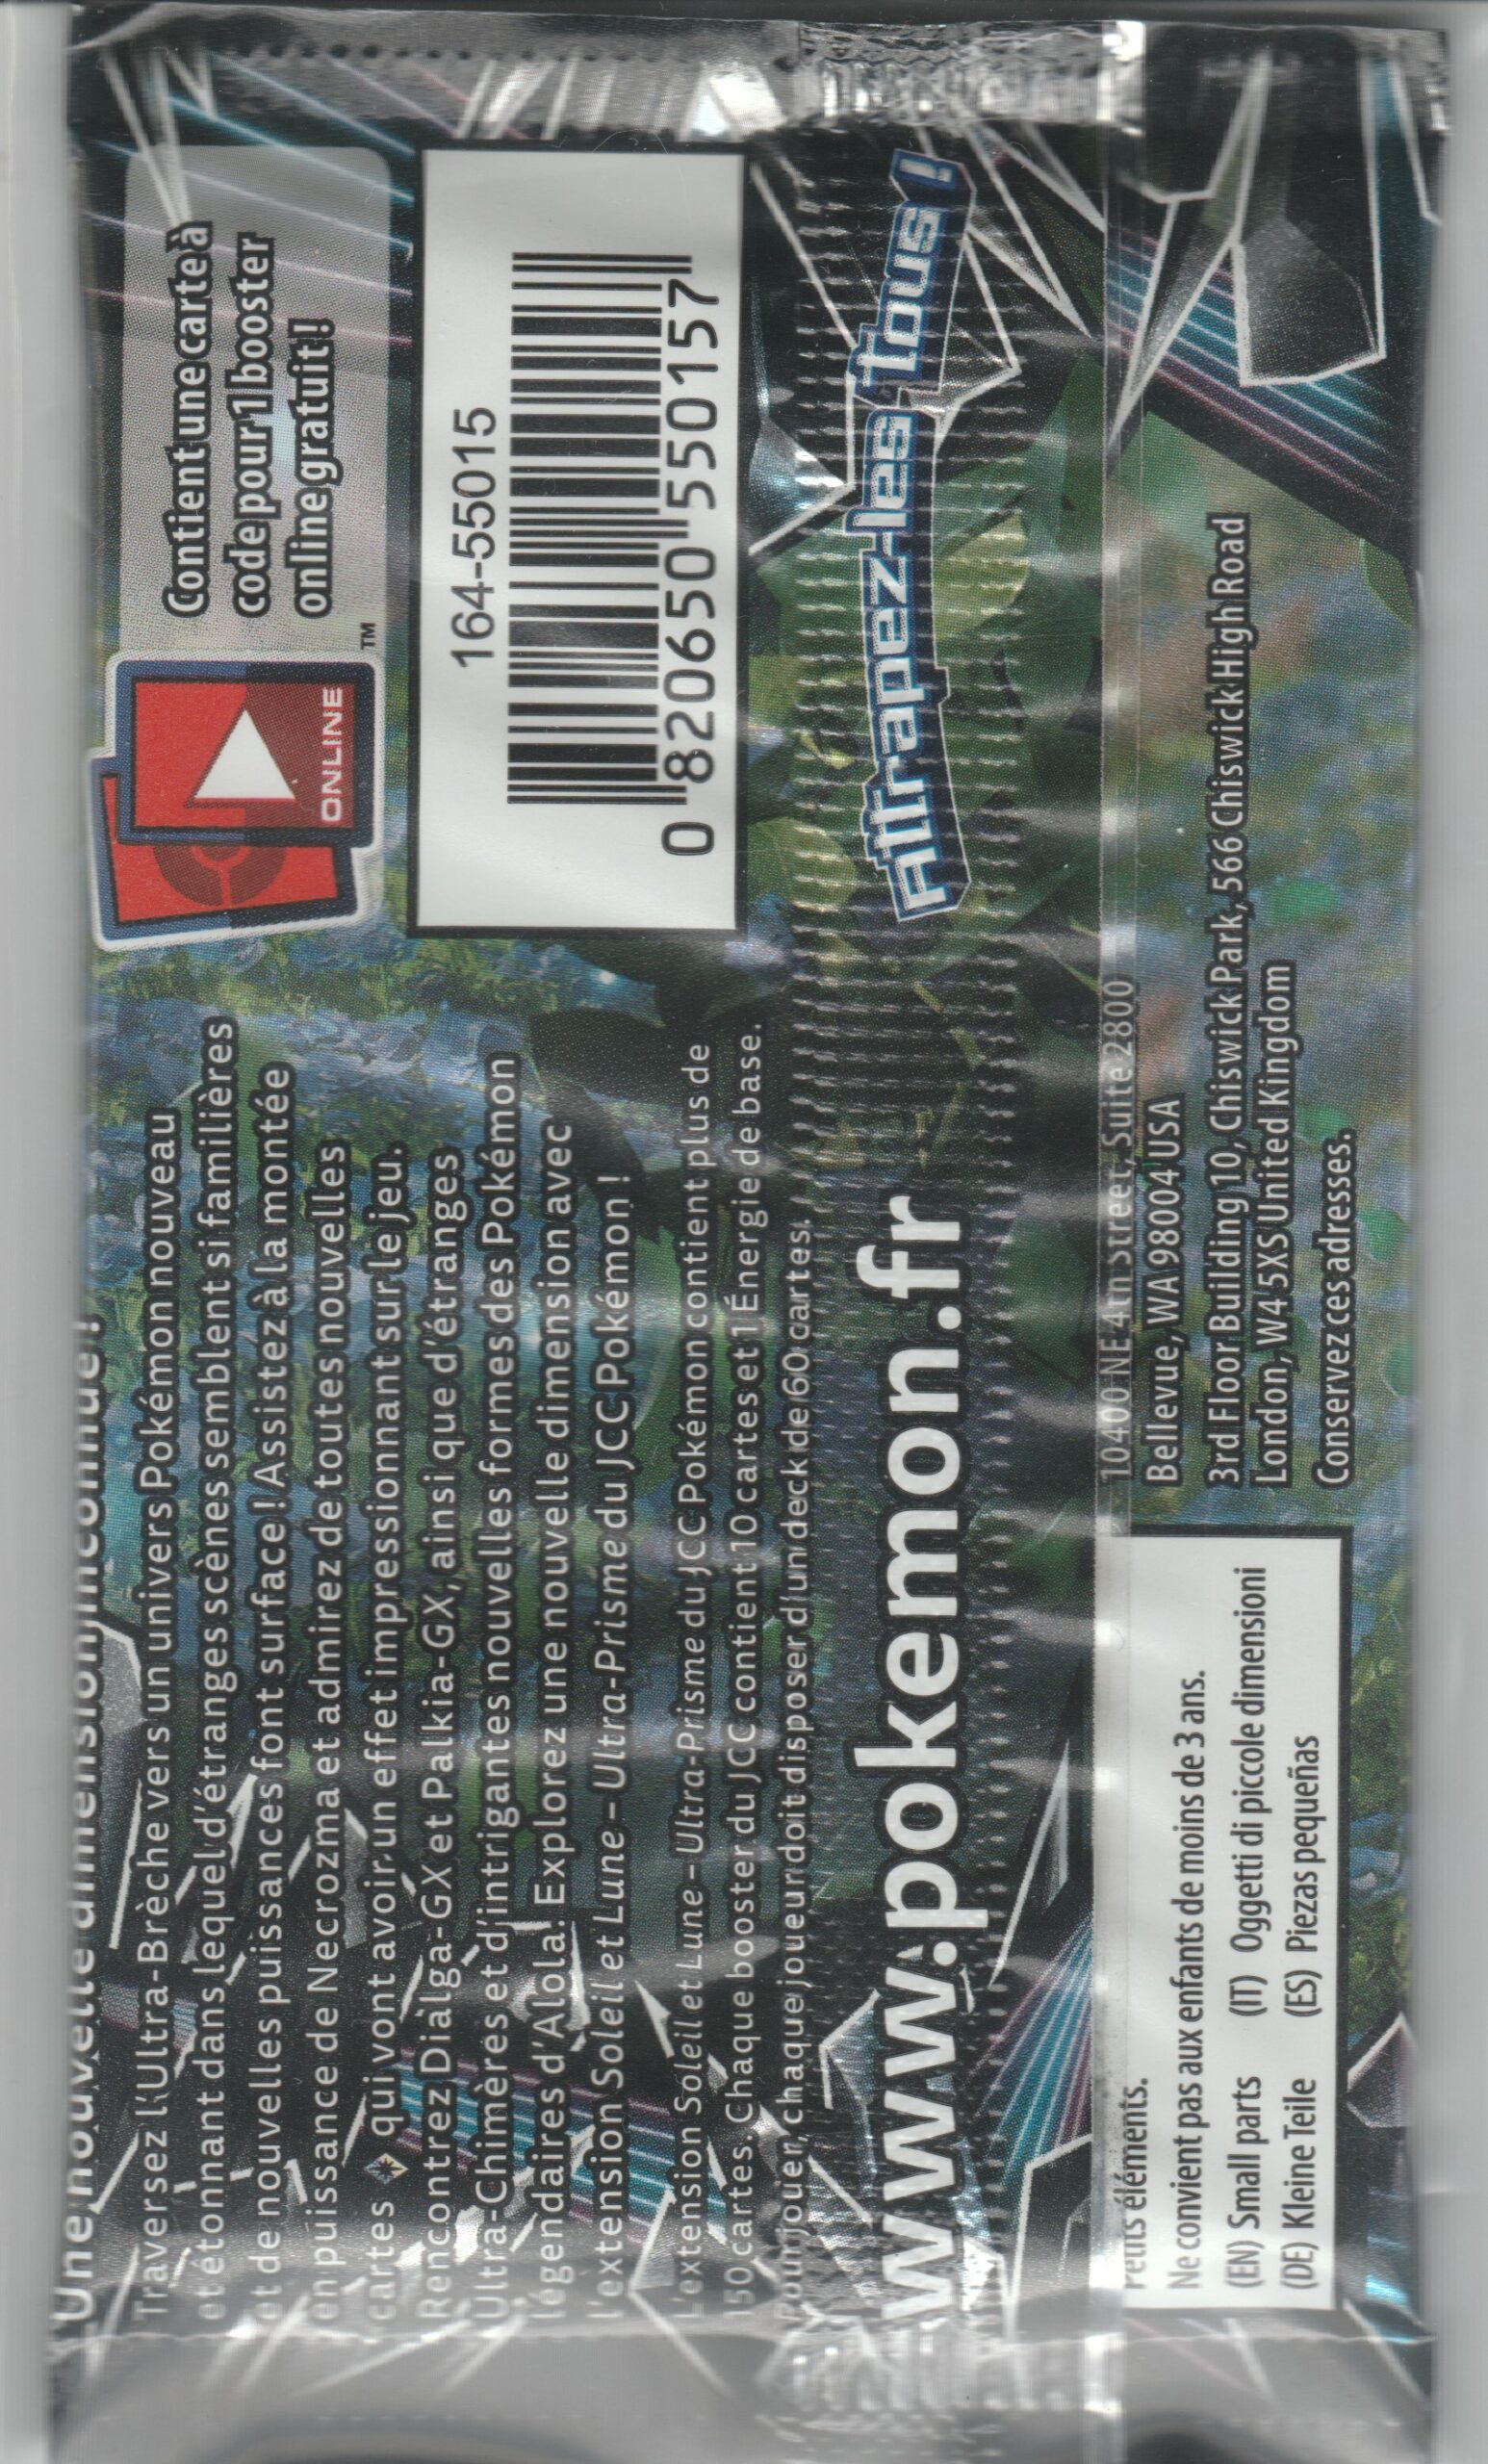 Une nouvelle dimension inconnue !
Traversez l'Ultra-Brèche vers un univers Pokémon nouveau
et étonnant dans lequel d'étranges scènes semblent si familières
et de nouvelles puissances font surface ! Assistez à la montée
en puissance de Necrozma et admirez de toutes nouvelles
cartes qui vont avoir un effet impressionnant sur le jeu.
Rencontrez Dialga-GX et Palkia-GX, ainsi que d'étranges
Ultra-Chimères et d'intrigantes nouvelles formes des Pokémon
légendaires d'Alola. Explorez une nouvelle dimension avec
l'extension Soleil et Lune – Ultra-Prisme du JCC Pokémon !
L'extension Soleil et Lune – Ultra-Prisme du JCC Pokémon contient plus de
150 cartes. Chaque booster du JCC contient 10 cartes et 1 Énergie de base.
Pour jouer, chaque joueur doit disposer d'un deck de 60 cartes.
ONLINE
TM
Contient une carte à
code pour 1 booster
online gratuit !
164-55015
0 820650 550157
www.pokemon.fr
Attrapez-les tous !
Petits éléments.
Ne convient pas aux enfants de moins de 3 ans.
(EN) Small parts (IT) Oggetti di piccole dimensioni
(DE) Kleine Teile (ES) Piezas pequeñas
10400 NE 4th Street, Suite 2800
Bellevue, WA 98004 USA
3rd Floor Building 10, Chiswick Park, 566 Chiswick High Road
London, W4 5XS United Kingdom
Conservez ces adresses.